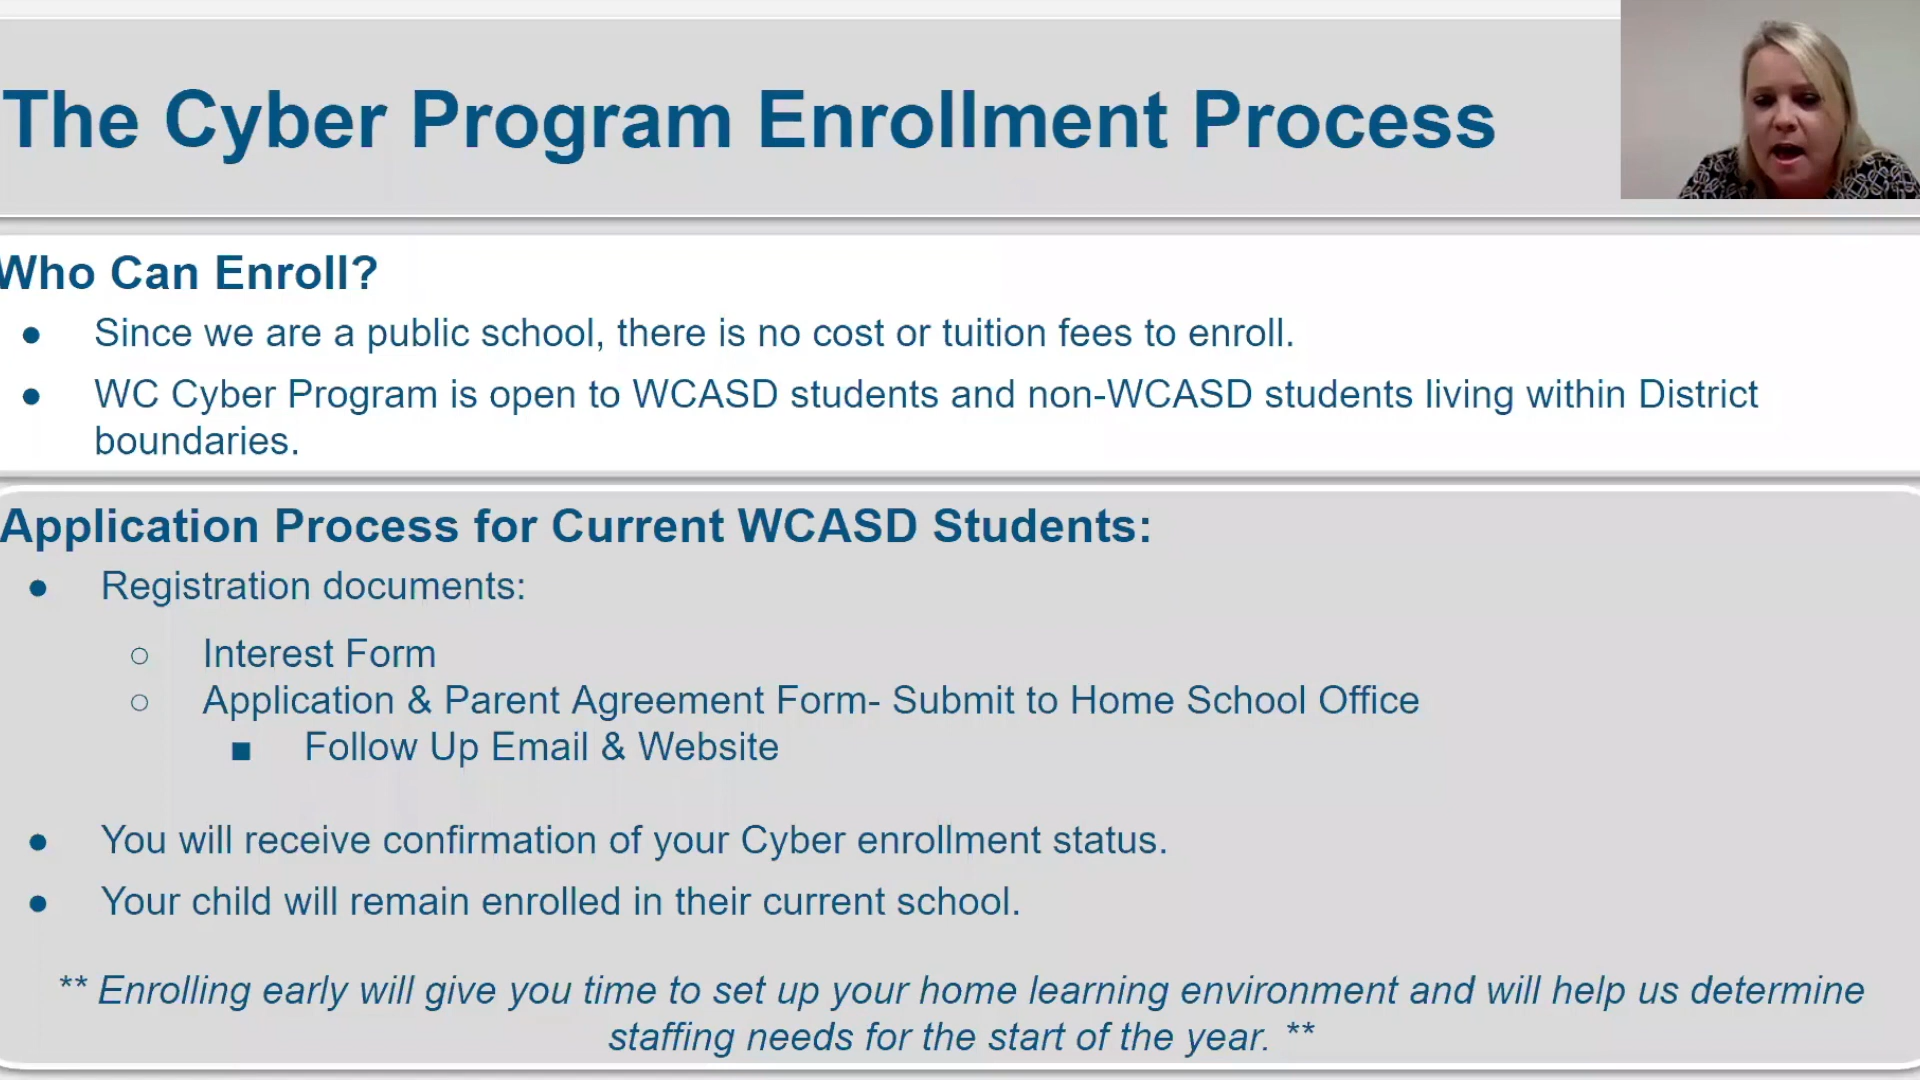 The Cyber Program Enrollment Process
Who Can Enroll?
● Since we are a public school, there is no cost or tuition fees to enroll.
● WC Cyber Program is open to WCASD students and non-WCASD students living within District
boundaries.
Application Process for Current WCASD Students:
● Registration documents:
○ Interest Form
○ Application & Parent Agreement Form- Submit to Home School Office
■ Follow Up Email & Website
● You will receive confirmation of your Cyber enrollment status.
● Your child will remain enrolled in their current school.
** Enrolling early will give you time to set up your home learning environment and will help us determine
staffing needs for the start of the year. **